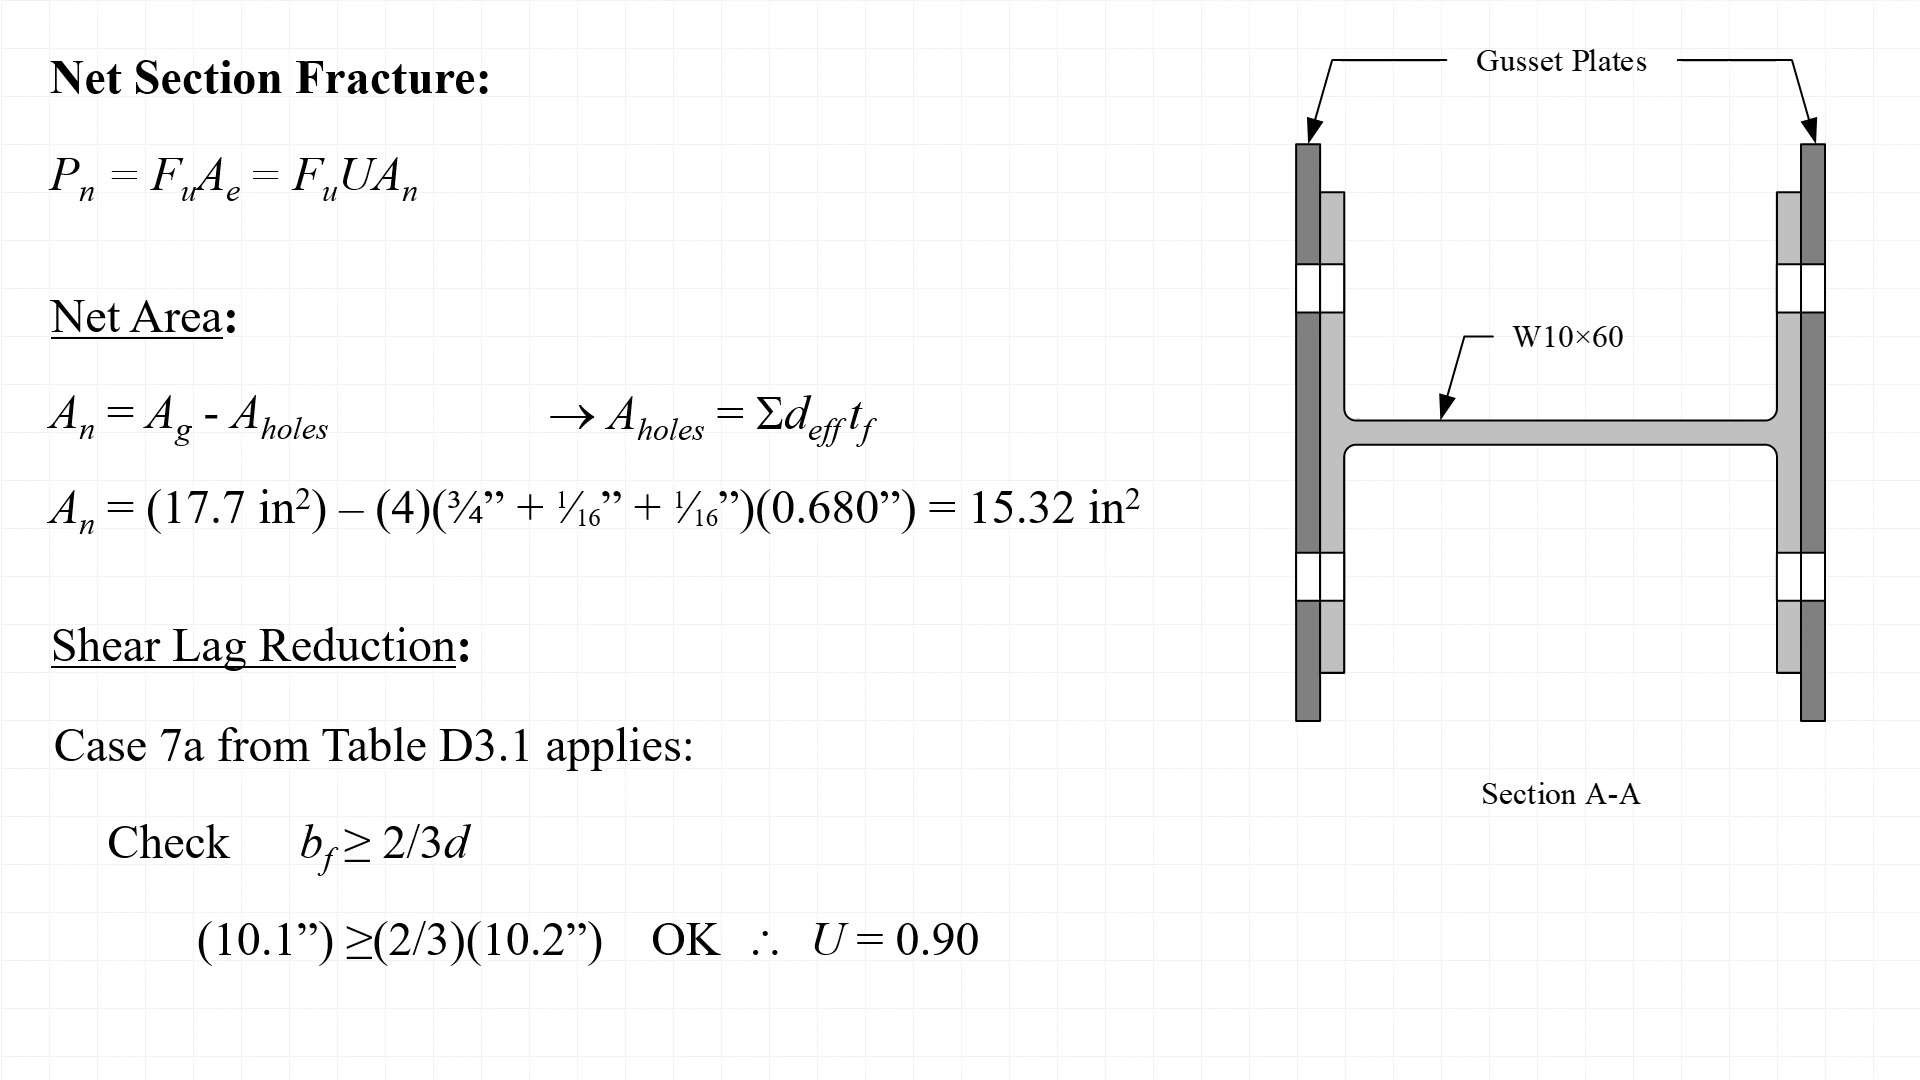 Net Section Fracture:
Pn = FuAe = FuUAn
Net Area:
An = Ag - Aholes → Aholes = Σdeff tf
An = (17.7 in²) – (4)(¾” + ¹⁄₁₆” + ¹⁄₁₆”)(0.680”) = 15.32 in²
Shear Lag Reduction:
Case 7a from Table D3.1 applies:
Check bf ≥ 2/3d
(10.1”) ≥(2/3)(10.2”) OK ∴ U = 0.90
Gusset Plates
W10×60
Section A-A